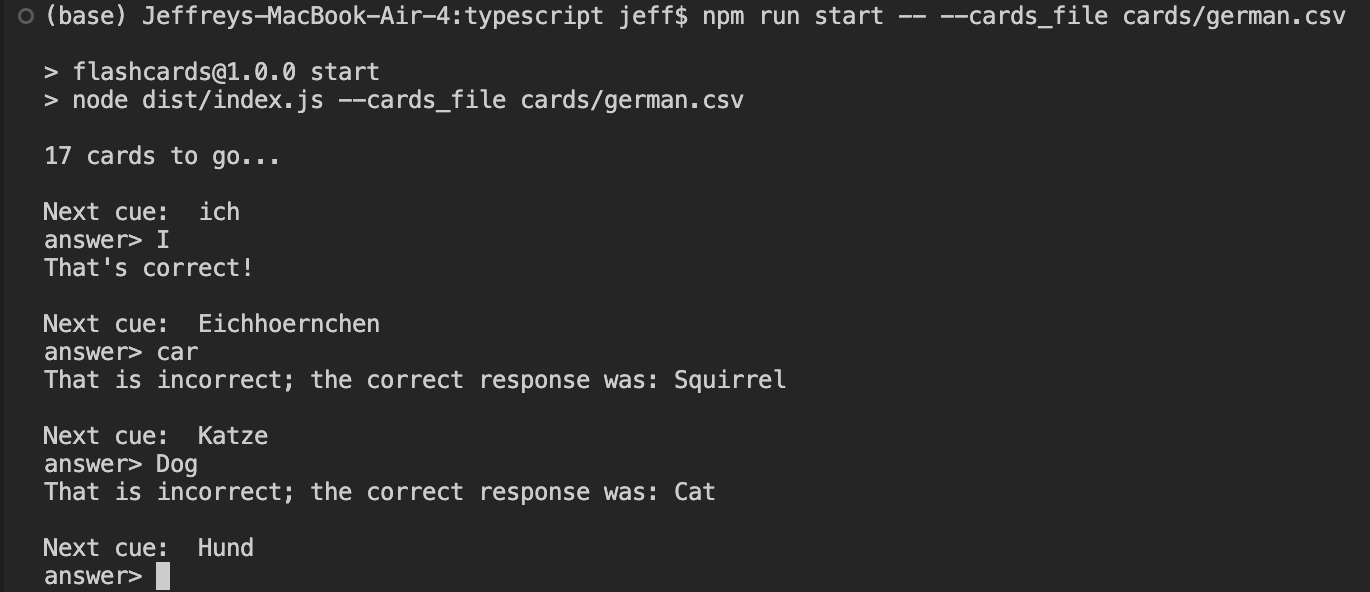 (base) Jeffreys-MacBook-Air-4:typescript jeff$ npm run start -- --cards_file cards/german.csv
> flashcards@1.0.0 start
> node dist/index.js --cards_file cards/german.csv
17 cards to go...
Next cue:  ich
answer> I
That's correct!
Next cue:  Eichhoernchen
answer> car
That is incorrect; the correct response was: Squirrel
Next cue:  Katze
answer> Dog
That is incorrect; the correct response was: Cat
Next cue:  Hund
answer>